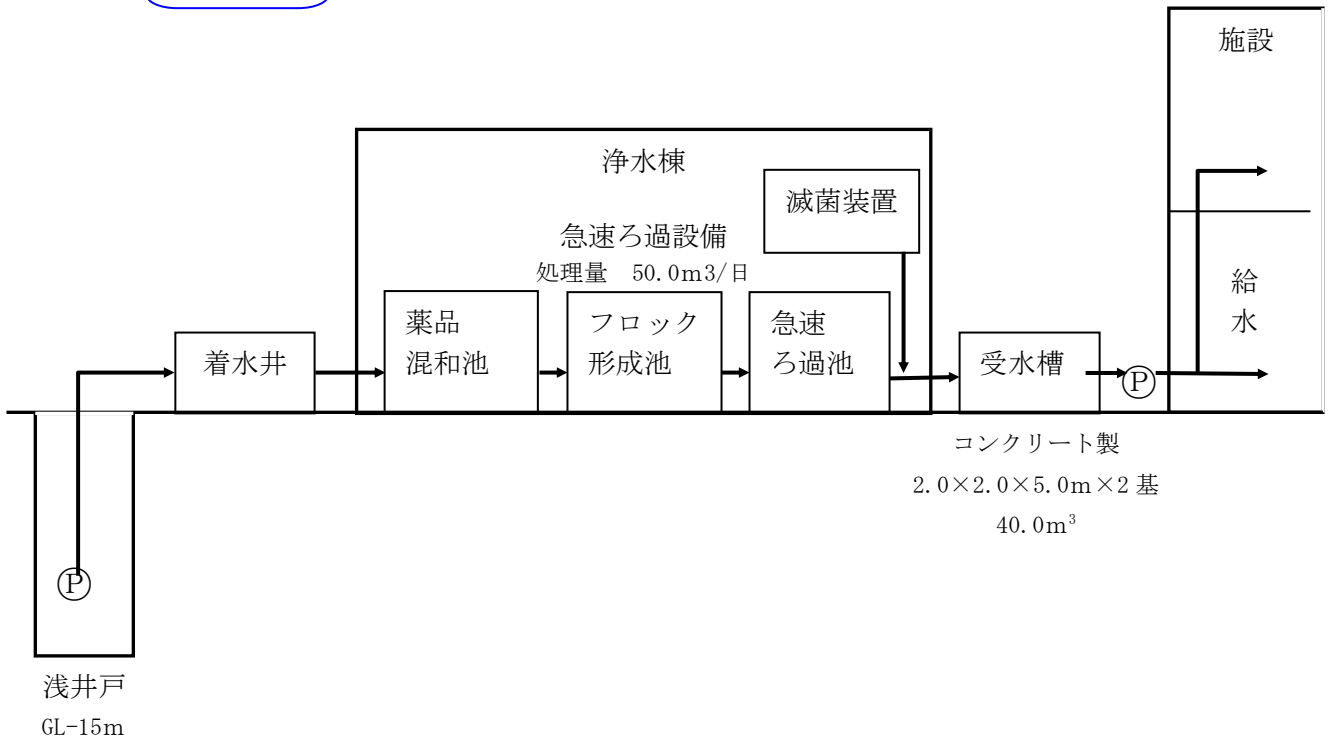 施設
浄水棟
滅菌装置
急速ろ過設備
処理量 50.0m3/日
給
水
薬品
混和池
フロック
形成池
急速
ろ過池
着水井
受水槽
P
コンクリート製
2.0×2.0×5.0m×2基
40.0m³
P
浅井戸
GL-15m